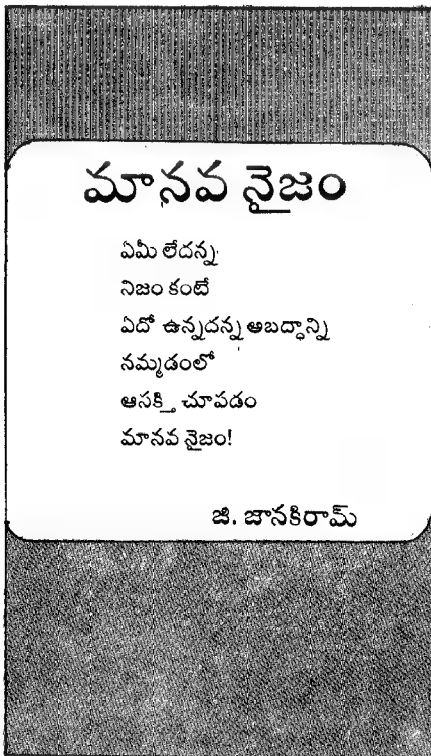 మానవ నైజం
ఏమీ లేదన్న
నిజం కంటే
ఏదో ఉన్నదన్న అబద్ధాన్ని
నమ్మడంలో
ఆసక్తి చూపడం
మానవ నైజం!
జి. జానకిరామ్